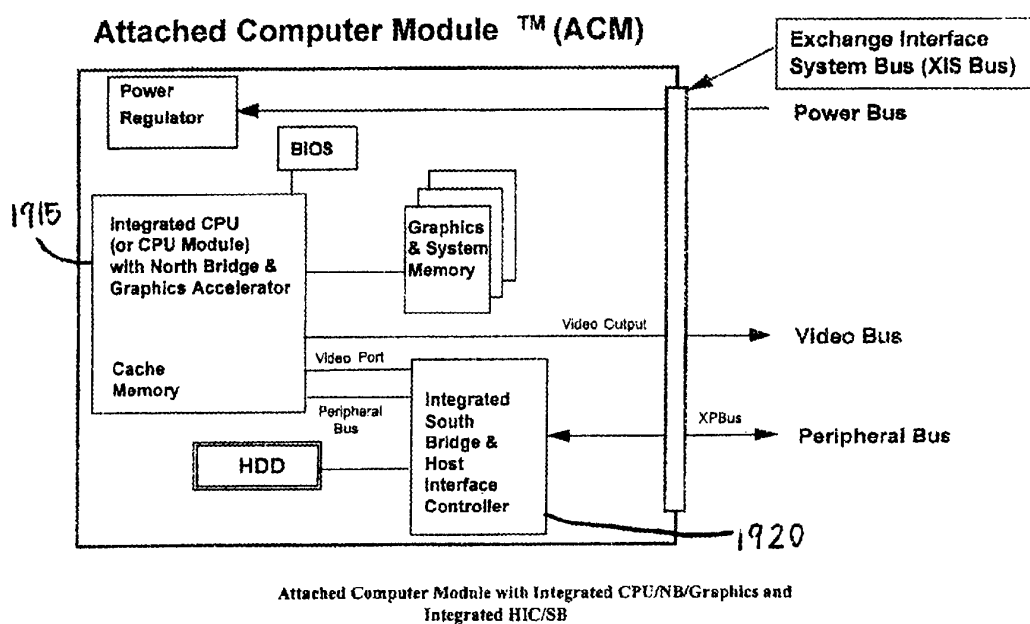 Attached Computer Module ™ (ACM)
Exchange Interface
System Bus (XIS Bus)
Power
Regulator
Power Bus
BIOS
1915
Integrated CPU
(or CPU Module)
with North Bridge &
Graphics Accelerator
Graphics
& System
Memory
Video Output
Video Bus
Cache
Memory
Video Port
Peripheral
Bus
Integrated
South
Bridge &
Host
Interface
Controller
XPBus
Peripheral Bus
HDD
1920
Attached Computer Module with Integrated CPU/NB/Graphics and
Integrated HIC/SB